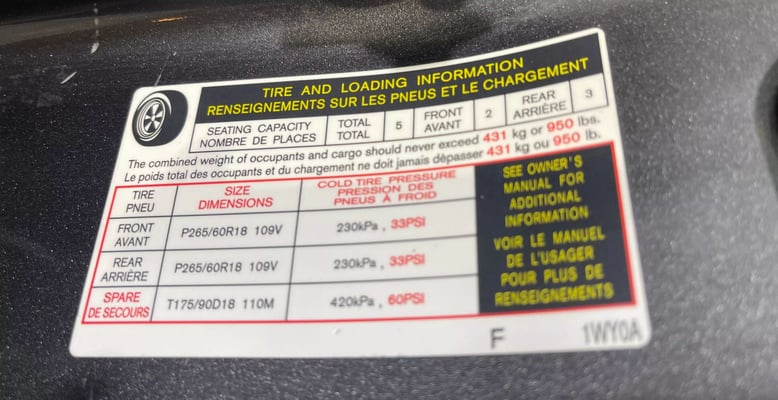 TIRE AND LOADING INFORMATION
RENSEIGNEMENTS SUR LES PNEUS ET LE CHARGEMENT
SEATING CAPACITY TOTAL 5 FRONT 2 REAR 3
NOMBRE DE PLACES TOTAL AVANT ARRIÈRE
The combined weight of occupants and cargo should never exceed 431 kg or 950 lbs.
Le poids total des occupants et du chargement ne doit jamais dépasser 431 kg ou 950 lb.
TIRE
PNEU
SIZE
DIMENSIONS
COLD TIRE PRESSURE
PRESSION DES
PNEUS À FROID
FRONT
AVANT
P265/60R18 109V
230kPa , 33PSI
REAR
ARRIÈRE
P265/60R18 109V
230kPa , 33PSI
SPARE
DE SECOURS
T175/90D18 110M
420kPa , 60PSI
SEE OWNER'S
MANUAL FOR
ADDITIONAL
INFORMATION
VOIR LE MANUEL
DE L'USAGER
POUR PLUS DE
RENSEIGNEMENTS
F 1WY0A